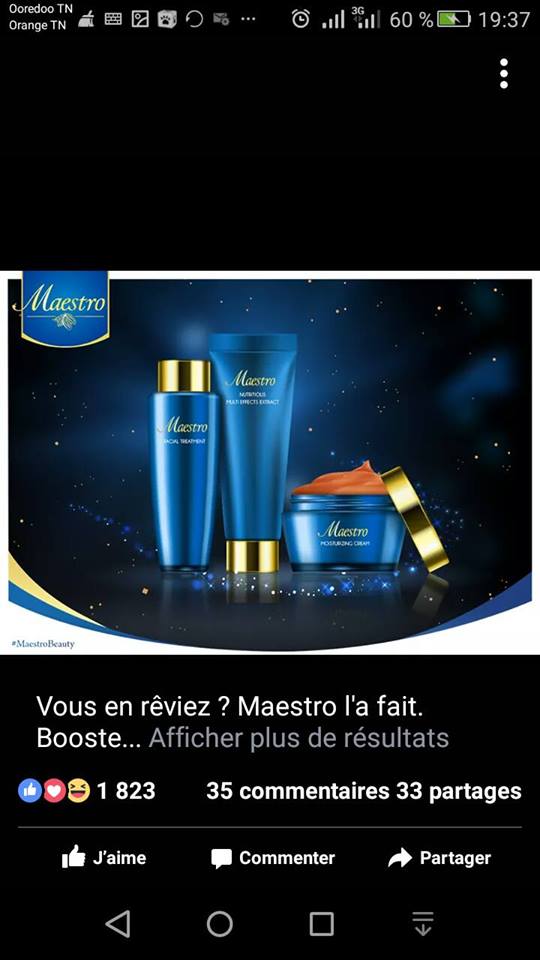 Ooredoo TN
Orange TN
3G
60 %
19:37
Maestro
Maestro
NUTRITIOUS
MULTI EFFECTS EXTRACT
Maestro
FACIAL TREATMENT
Maestro
MOISTURIZING CREAM
#MaestroBeauty
Vous en rêviez ? Maestro l'a fait.
Booste... Afficher plus de résultats
1 823 35 commentaires 33 partages
J'aime Commenter Partager